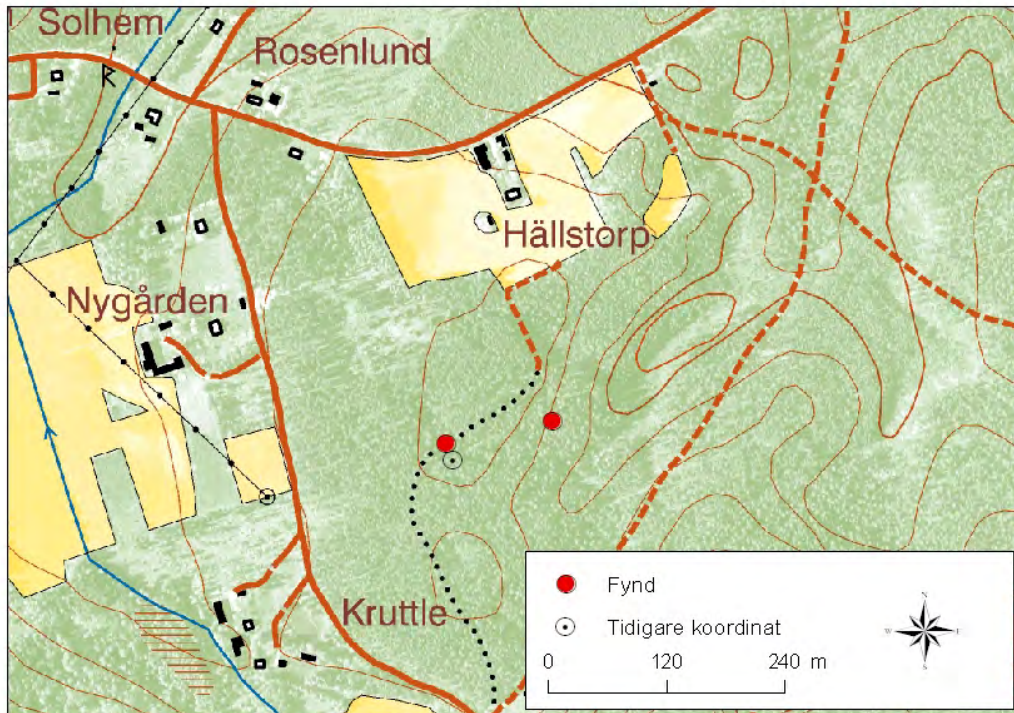 Solhem
Rosenlund
Hällstorp
Nygården
Kruttle
Fynd
Tidigare koordinat
0 120 240 m
N
W E
S